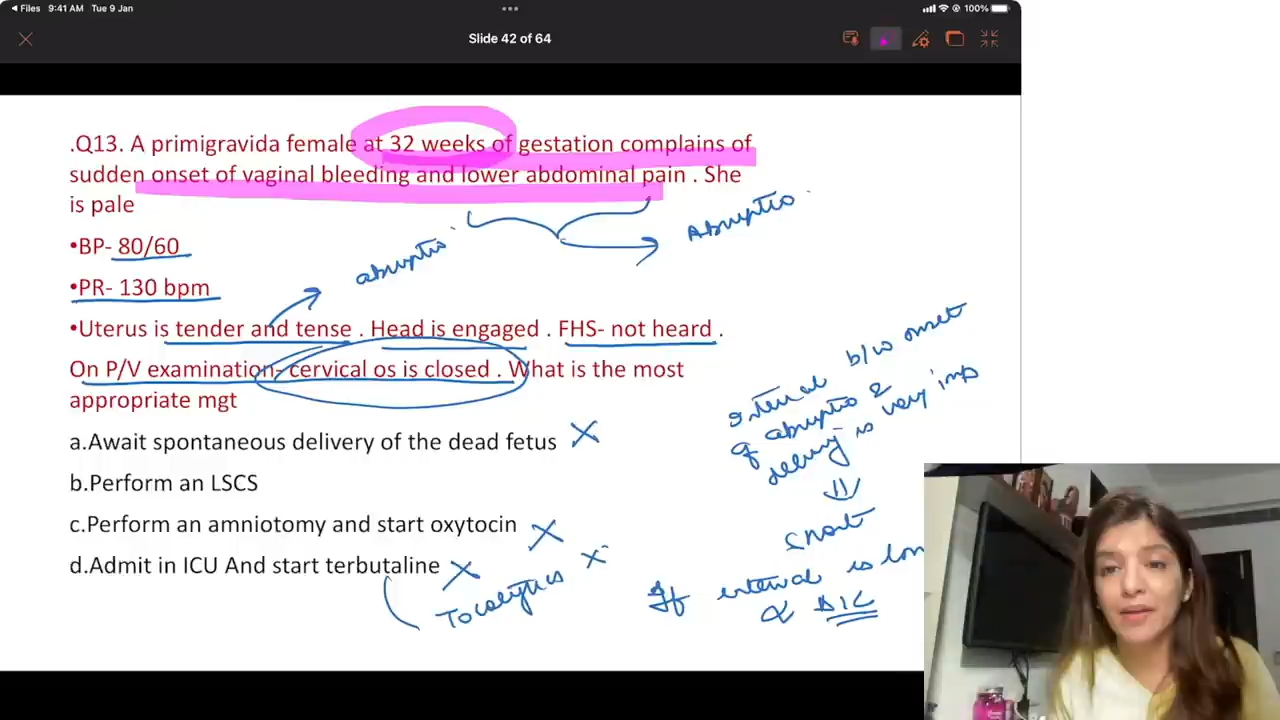 Files 9:41 AM Tue 9 Jan
100%
Slide 42 of 64
.Q13. A primigravida female at 32 weeks of gestation complains of
sudden onset of vaginal bleeding and lower abdominal pain . She
is pale
Abruptio
•BP- 80/60
abruptio
•PR- 130 bpm
•Uterus is tender and tense . Head is engaged . FHS- not heard .
On P/V examination- cervical os is closed . What is the most
appropriate mgt
Interval b/w onset
of abruptio &
delivery is very imp
a.Await spontaneous delivery of the dead fetus X
b.Perform an LSCS
short
c.Perform an amniotomy and start oxytocin X
d.Admit in ICU And start terbutaline X
Tocolytics X
If interval is lon
DIC